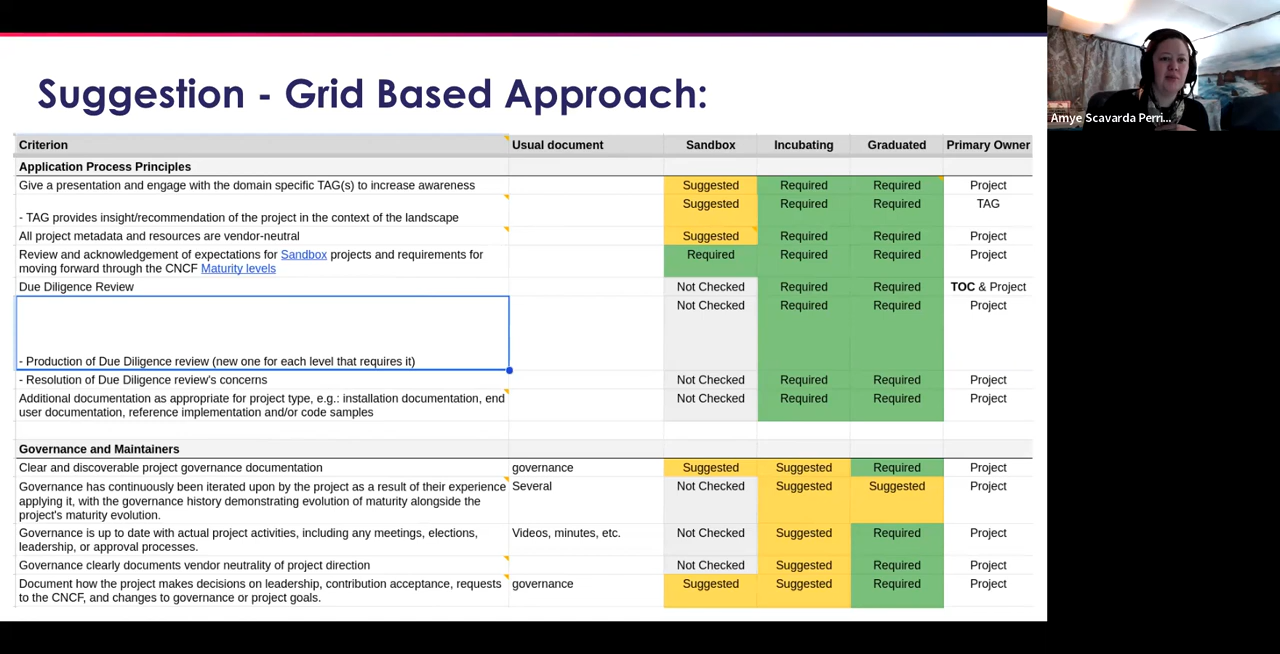 Suggestion - Grid Based Approach:
Amye Scavarda Perri...
Criterion Usual document Sandbox Incubating Graduated Primary Owner
Application Process Principles
Give a presentation and engage with the domain specific TAG(s) to increase awareness Suggested Required Required Project
Suggested Required Required TAG
- TAG provides insight/recommendation of the project in the context of the landscape
All project metadata and resources are vendor-neutral Suggested Required Required Project
Review and acknowledgement of expectations for Sandbox projects and requirements for Required Required Required Project
moving forward through the CNCF Maturity levels
Due Diligence Review Not Checked Required Required TOC & Project
Not Checked Required Required Project
- Production of Due Diligence review (new one for each level that requires it)
- Resolution of Due Diligence review's concerns Not Checked Required Required Project
Additional documentation as appropriate for project type, e.g.: installation documentation, end Not Checked Required Required Project
user documentation, reference implementation and/or code samples
Governance and Maintainers
Clear and discoverable project governance documentation governance Suggested Suggested Required Project
Governance has continuously been iterated upon by the project as a result of their experience Several Not Checked Suggested Suggested Project
applying it, with the governance history demonstrating evolution of maturity alongside the
project's maturity evolution.
Governance is up to date with actual project activities, including any meetings, elections, Videos, minutes, etc. Not Checked Suggested Required Project
leadership, or approval processes.
Governance clearly documents vendor neutrality of project direction Not Checked Suggested Required Project
Document how the project makes decisions on leadership, contribution acceptance, requests governance Suggested Suggested Required Project
to the CNCF, and changes to governance or project goals.